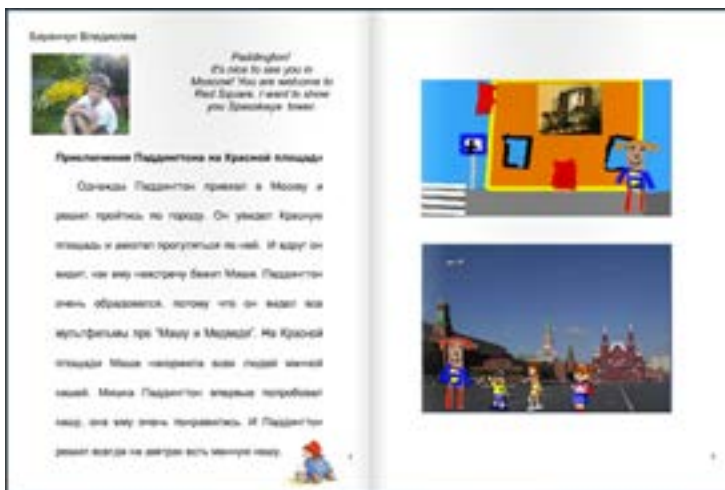 Баранчук Владислав
Paddington!
It's nice to see you in
Moscow! You are welcome to
Red Square. I want to show
you Spasskaya tower.
Приключения Паддингтона на Красной площади
Однажды Паддингтон приехал в Москву и
решил пройтись по городу. Он увидел Красную
площадь и захотел прогуляться по ней. И вдруг он
видит, как ему навстречу бежит Маша. Паддингтон
очень обрадовался, потому что он видел все
мультфильмы про "Машу и Медведя". На Красной
площади Маша накормила всех людей манной
кашей. Мишка Паддингтон впервые попробовал
кашу, она ему очень понравилась. И Паддингтон
решил всегда на завтрак есть манную кашу.